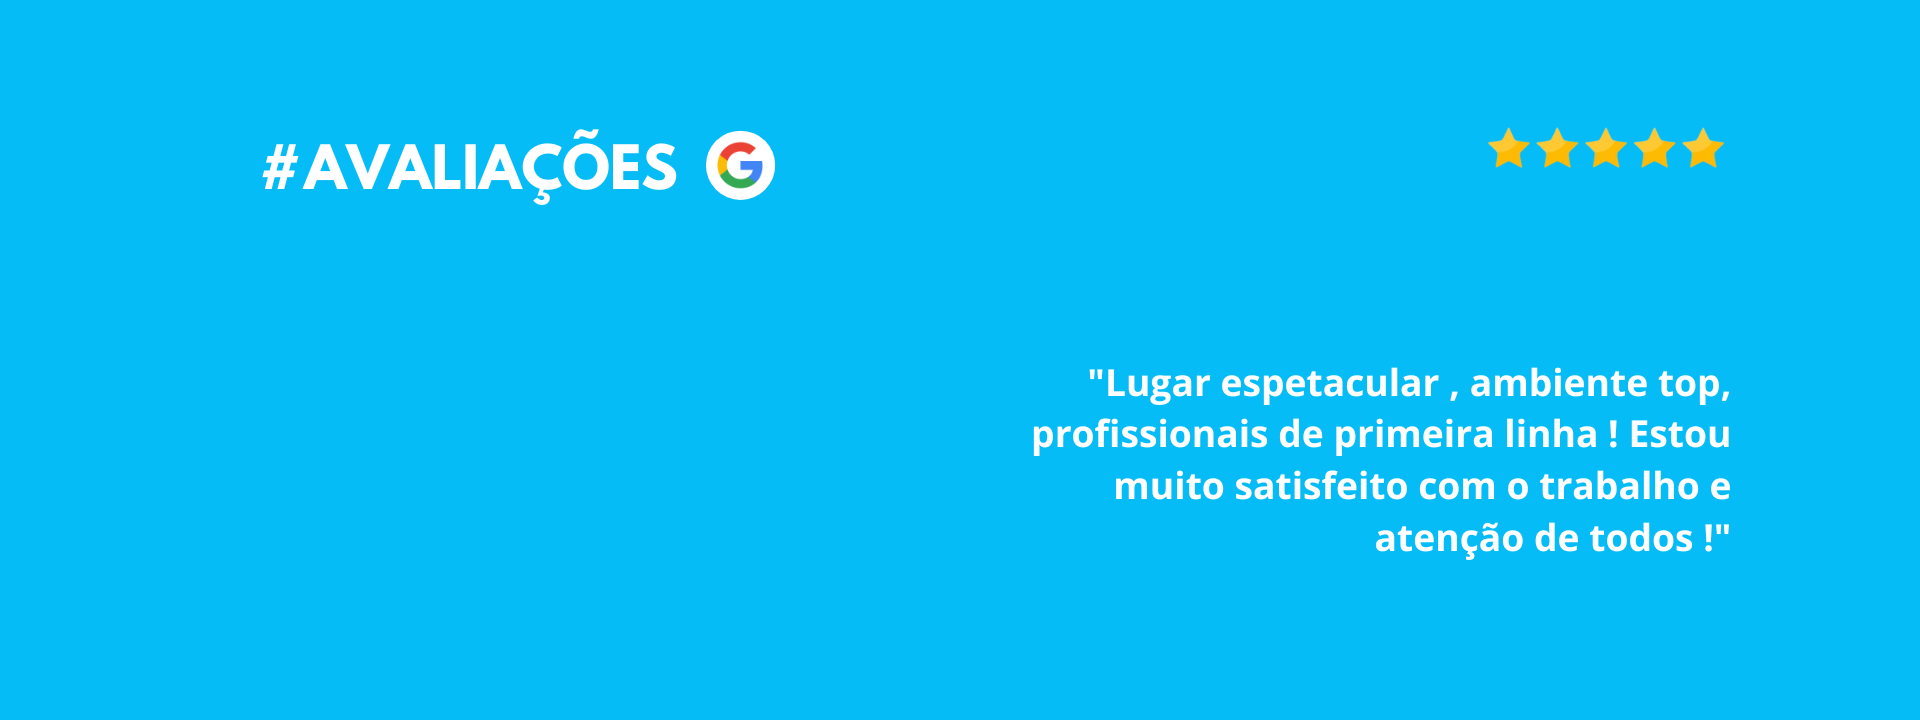 #AVALIAÇÕES G
"Lugar espetacular , ambiente top,
profissionais de primeira linha ! Estou
muito satisfeito com o trabalho e
atenção de todos !"